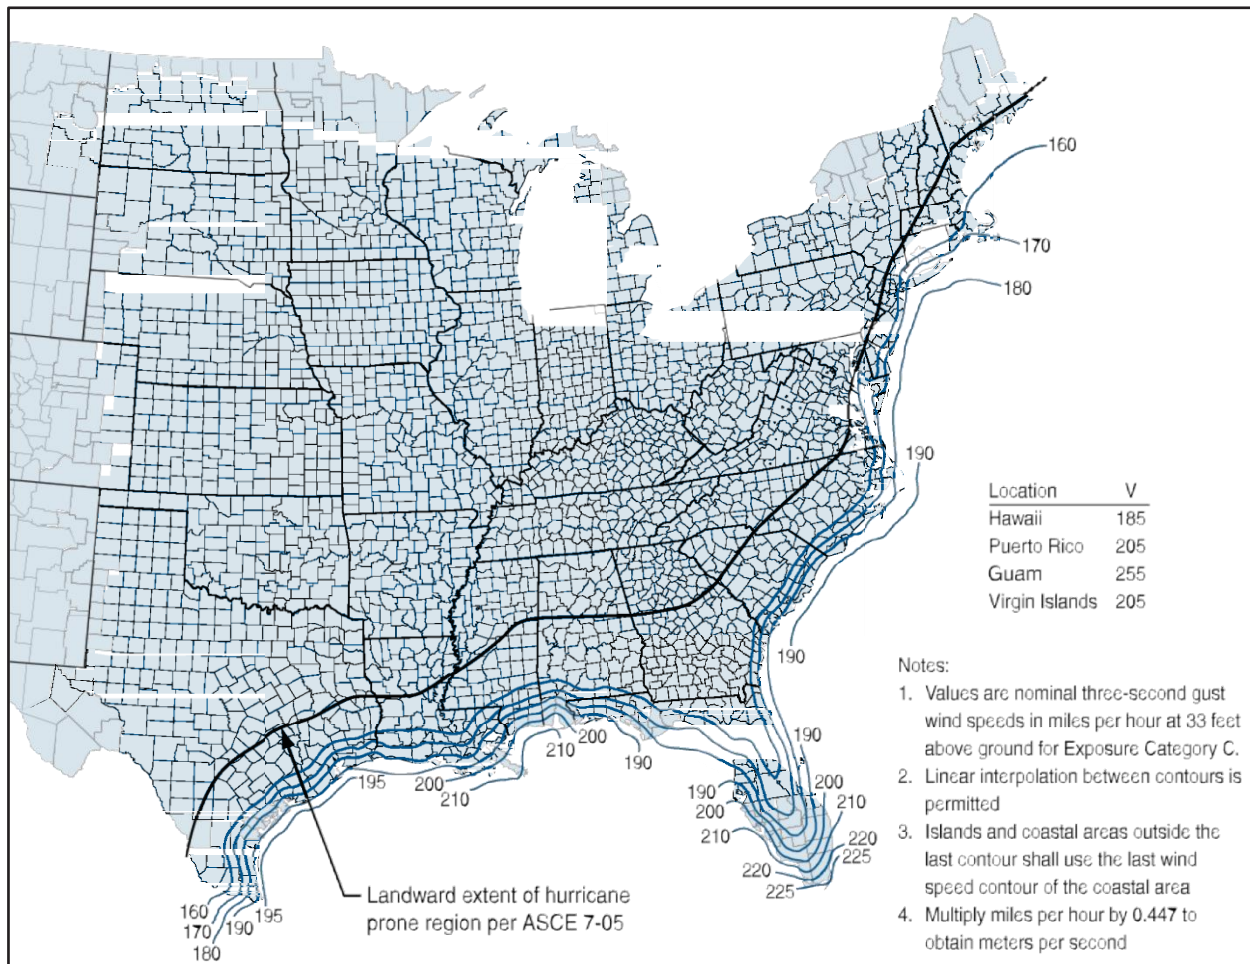 160
170
180
190
Location V
Hawaii 185
Puerto Rico 205
Guam 255
Virgin Islands 205
190
Notes:
1. Values are nominal three-second gust
wind speeds in miles per hour at 33 feet
above ground for Exposure Category C.
2. Linear interpolation between contours is
permitted
3. Islands and coastal areas outside the
last contour shall use the last wind
speed contour of the coastal area
4. Multiply miles per hour by 0.447 to
obtain meters per second
190
200
210
220
225
190
200
210
220
225
210
200
190
195
200
210
160
170
180
190
195
Landward extent of hurricane
prone region per ASCE 7-05